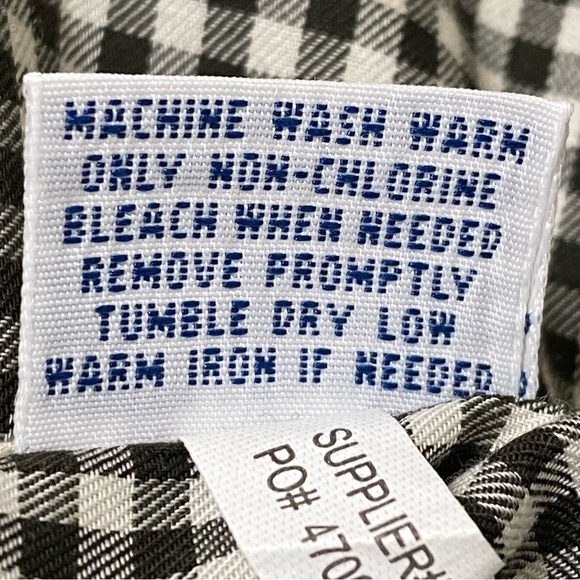 MACHINE WASH WARM
ONLY NON-CHLORINE
BLEACH WHEN NEEDED
REMOVE PROMPTLY
TUMBLE DRY LOW
WARM IRON IF NEEDED
SUPPLIER#
PO# 470